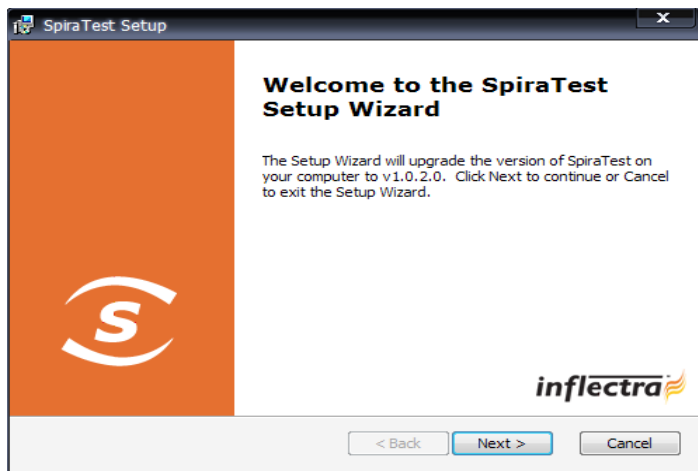 SpiraTest Setup
x
Welcome to the SpiraTest
Setup Wizard
The Setup Wizard will upgrade the version of SpiraTest on
your computer to v1.0.2.0. Click Next to continue or Cancel
to exit the Setup Wizard.
S
inflectra
< Back
Next >
Cancel